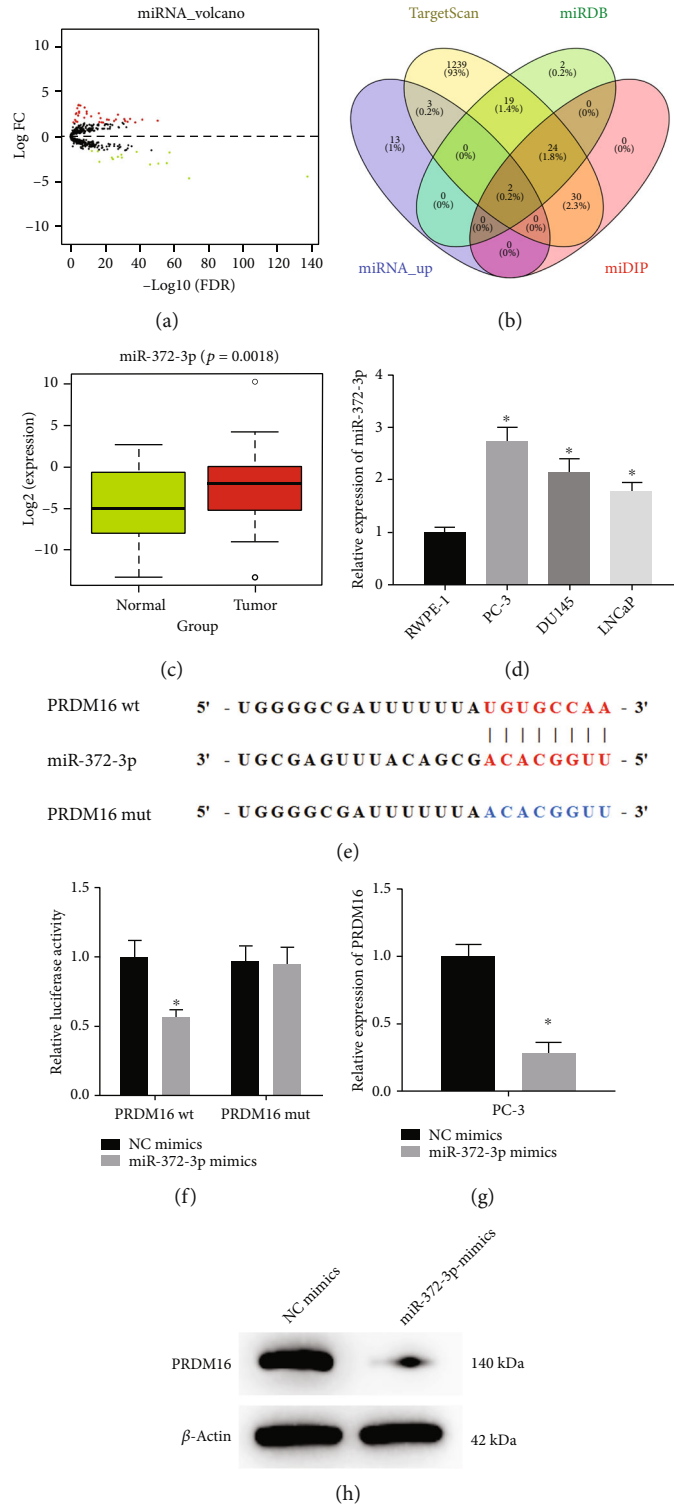 miRNA_volcano
10
5
0
−5
−10
Log FC
0 20 40 60 80 100 120 140
−Log10 (FDR)
(a)
TargetScan
miRDB
1239
(93%)
2
(0.2%)
3
(0.2%)
19
(1.4%)
0
(0%)
13
(1%)
0
(0%)
24
(1.8%)
0
(0%)
0
(0%)
2
(0.2%)
30
(2.3%)
0
(0%)
0
(0%)
0
(0%)
miRNA_up
miDIP
(b)
miR-372-3p (p = 0.0018)
10
5
0
−5
−10
Log2 (expression)
Normal Tumor
Group
(c)
4
3
2
1
0
Relative expression of miR-372-3p
*
*
*
RWPE-1 PC-3 DU145 LNCaP
(d)
PRDM16 wt 5' - UGGGGCGAUUUUUUAUGUGCCAA - 3'
miR-372-3p 3' - UGCGAGUUUACAGCGACACGGUU - 5'
PRDM16 mut 5' - UGGGGCGAUUUUUUAACACGGUU - 3'
(e)
1.5
1.0
0.5
0.0
Relative luciferase activity
*
PRDM16 wt PRDM16 mut
NC mimics
miR-372-3p mimics
(f)
1.5
1.0
0.5
0.0
Relative expression of PRDM16
*
PC-3
NC mimics
miR-372-3p mimics
(g)
NC mimics
miR-372-3p-mimics
PRDM16 140 kDa
β-Actin 42 kDa
(h)